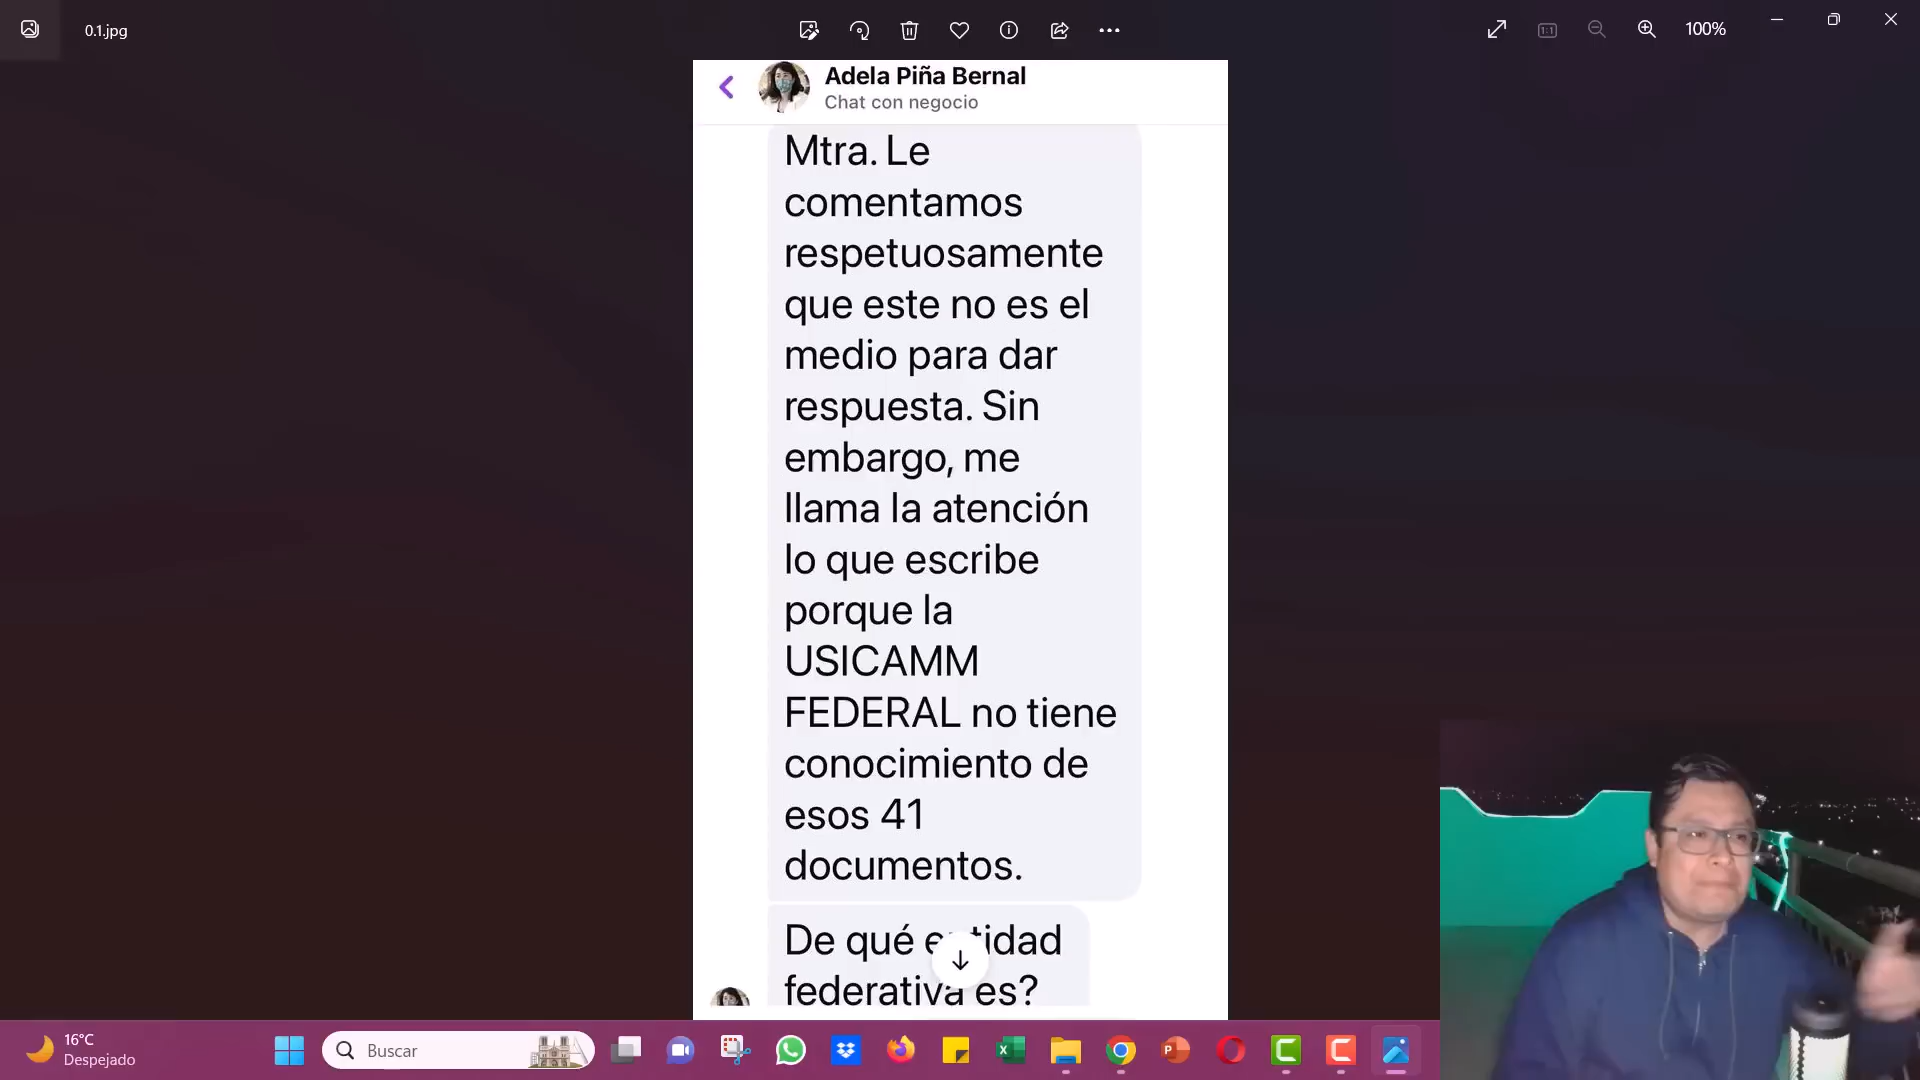 0.1.jpg
100%
Adela Piña Bernal
Chat con negocio
Mtra. Le
comentamos
respetuosamente
que este no es el
medio para dar
respuesta. Sin
embargo, me
llama la atención
lo que escribe
porque la
USICAMM
FEDERAL no tiene
conocimiento de
esos 41
documentos.
De qué entidad
federativa es?
16°C
Despejado
Buscar